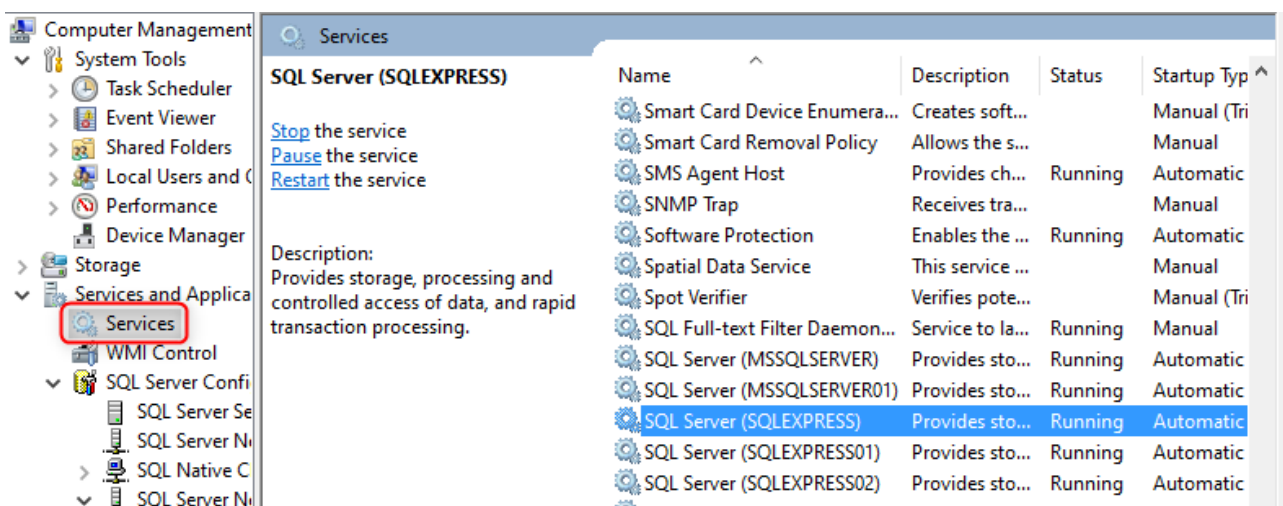 Computer Management
System Tools
Task Scheduler
Event Viewer
Shared Folders
Local Users and
Performance
Device Manager
Storage
Services and Applica
Services
WMI Control
SQL Server Confi
SQL Server Se
SQL Server Ne
SQL Native C
SQL Server Ne
Services
SQL Server (SQLEXPRESS)
Stop the service
Pause the service
Restart the service
Description:
Provides storage, processing and
controlled access of data, and rapid
transaction processing.
Name Description Status Startup Typ
Smart Card Device Enumera... Creates soft... Manual (Tri
Smart Card Removal Policy Allows the s... Manual
SMS Agent Host Provides ch... Running Automatic
SNMP Trap Receives tra... Manual
Software Protection Enables the ... Running Automatic
Spatial Data Service This service ... Manual
Spot Verifier Verifies pote... Manual (Tri
SQL Full-text Filter Daemon... Service to la... Running Manual
SQL Server (MSSQLSERVER) Provides sto... Running Automatic
SQL Server (MSSQLSERVER01) Provides sto... Running Automatic
SQL Server (SQLEXPRESS) Provides sto... Running Automatic
SQL Server (SQLEXPRESS01) Provides sto... Running Automatic
SQL Server (SQLEXPRESS02) Provides sto... Running Automatic